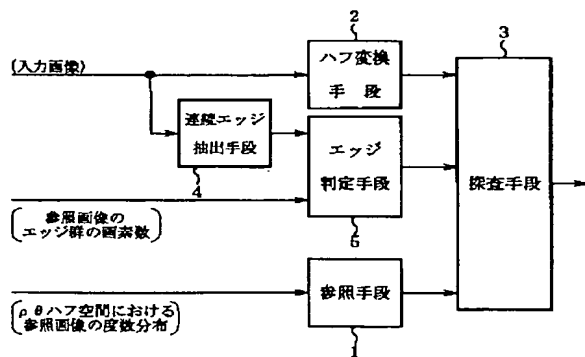 2
3
(入力画像)
ハフ変換
手 段
連続エッジ
抽出手段
4
エッジ
判定手段
5
探査手段
参照画像の
エッジ群の画素数
ρθハフ空間における
参照画像の度数分布
参照手段
1